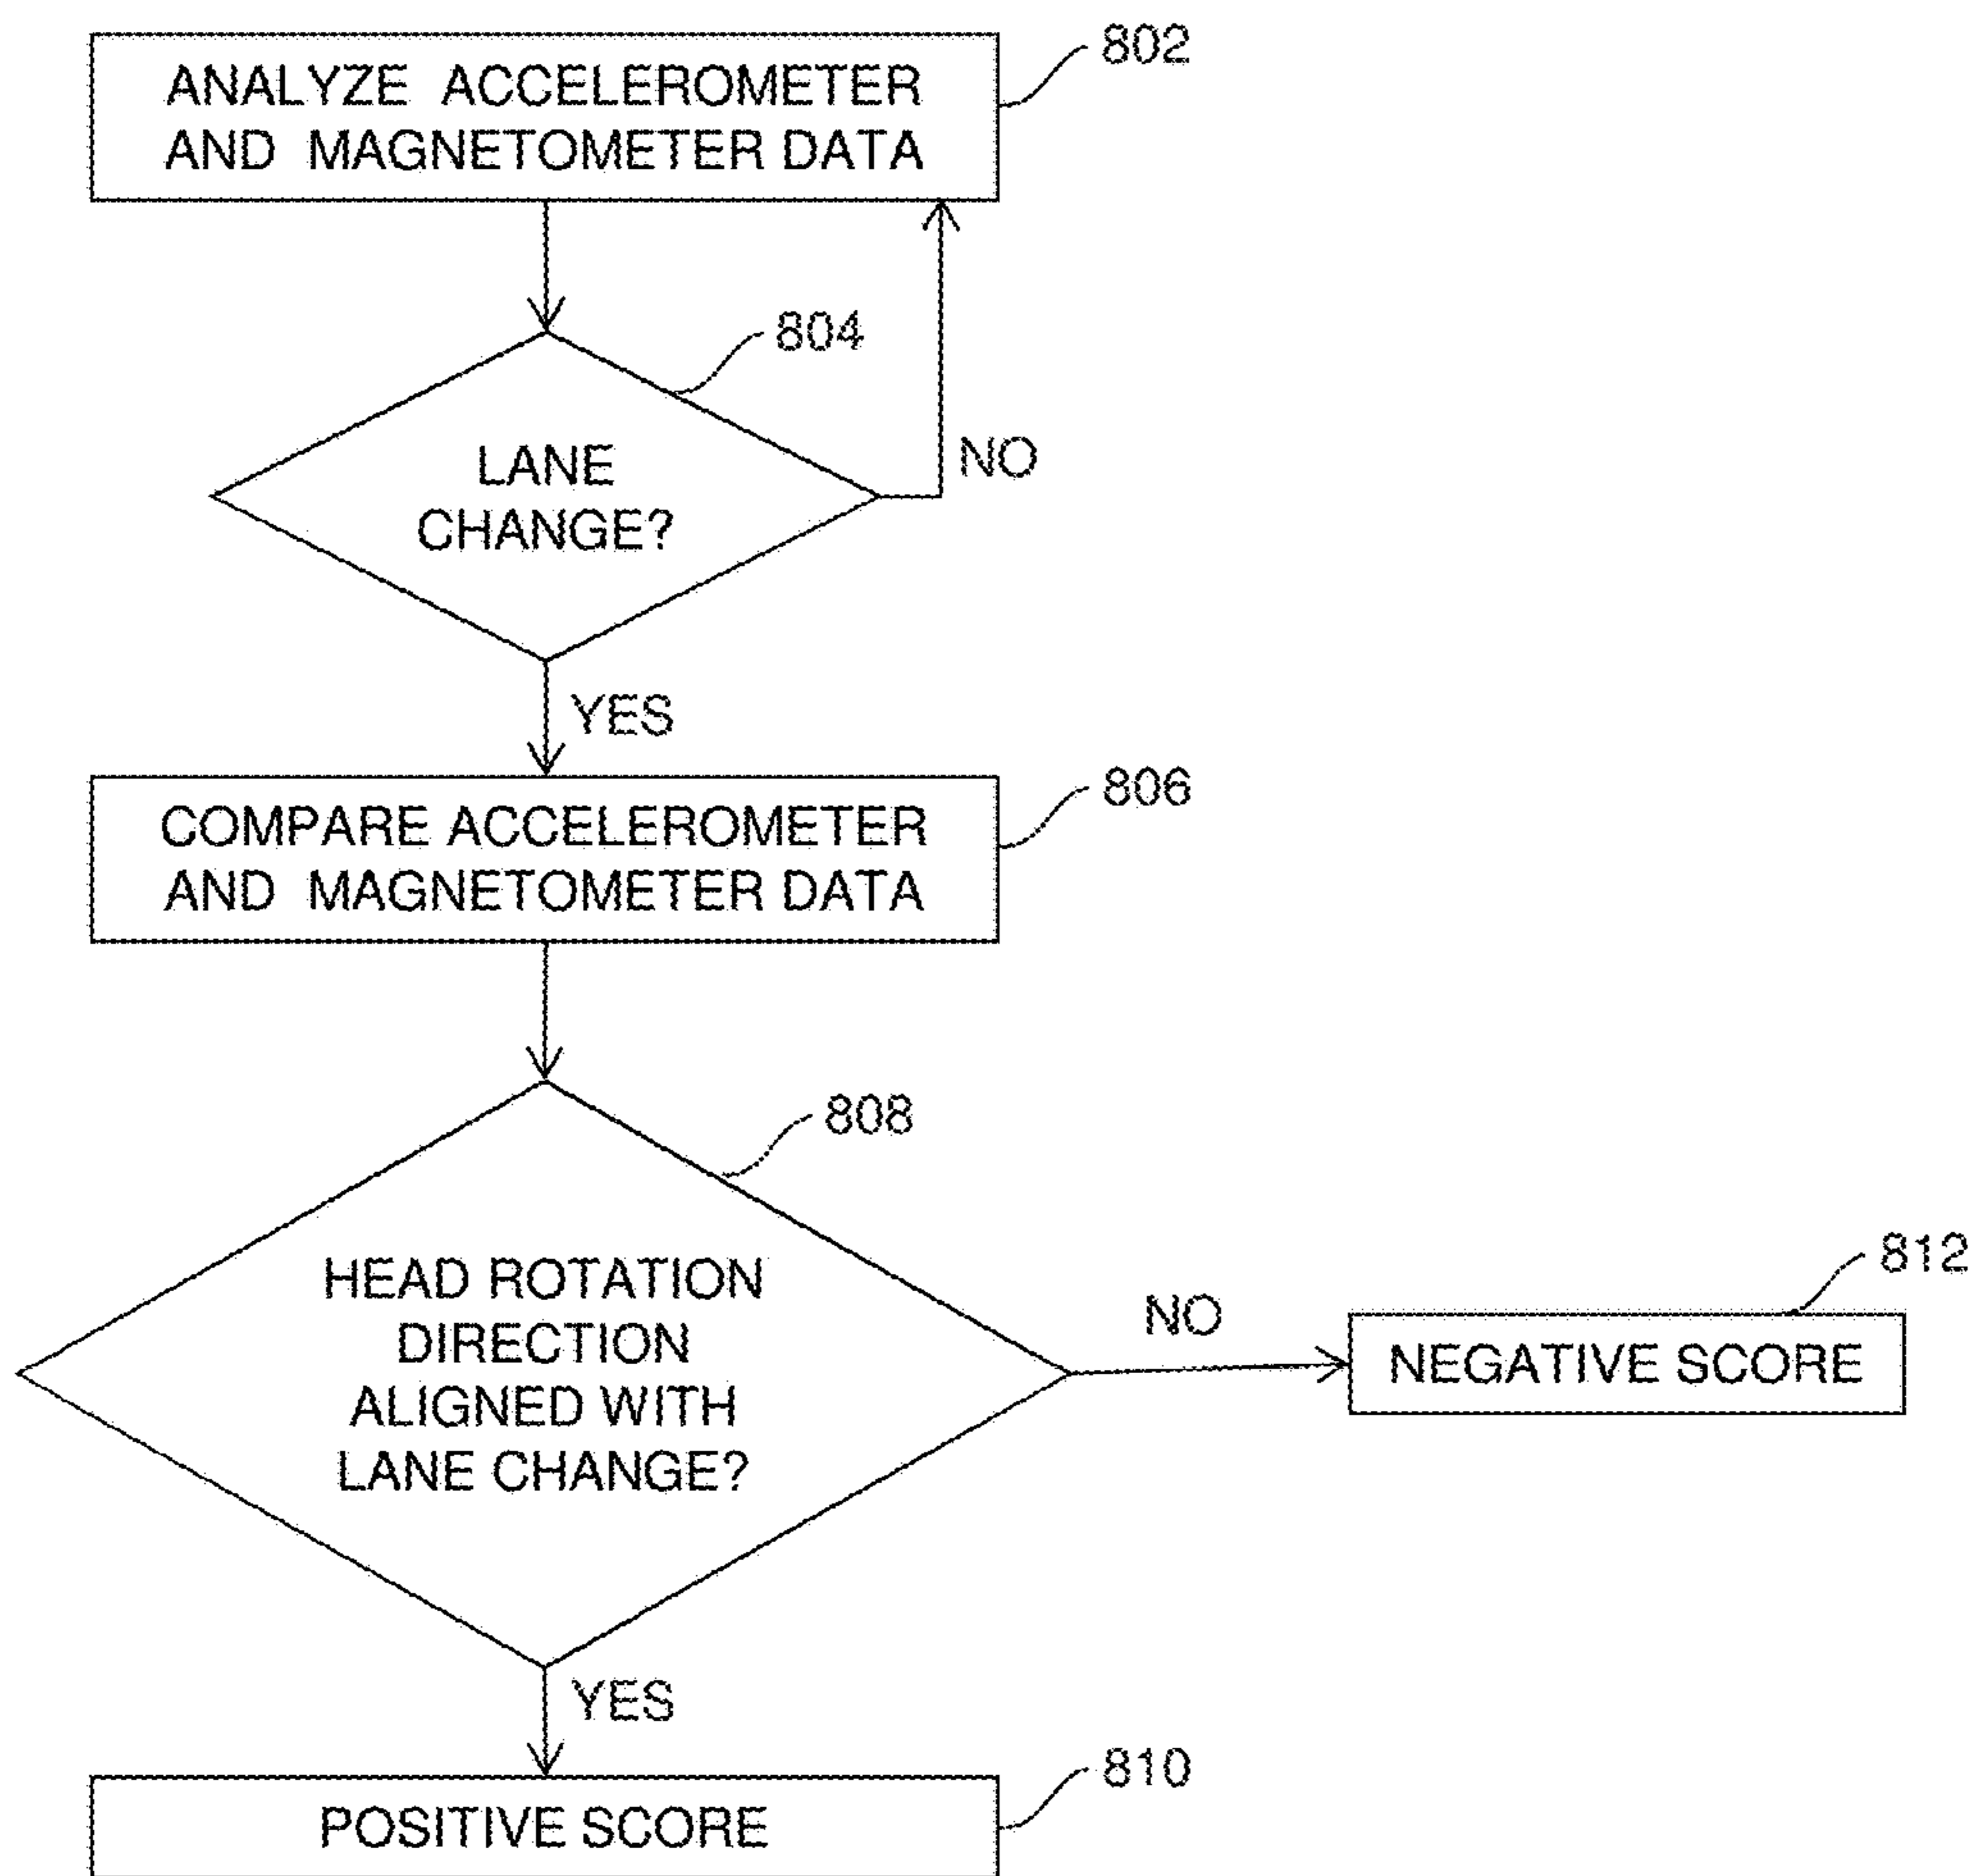 802
ANALYZE ACCELEROMETER
AND MAGNETOMETER DATA
804
LANE
CHANGE?
NO
YES
806
COMPARE ACCELEROMETER
AND MAGNETOMETER DATA
808
HEAD ROTATION
DIRECTION
ALIGNED WITH
LANE CHANGE?
NO
812
NEGATIVE SCORE
YES
810
POSITIVE SCORE